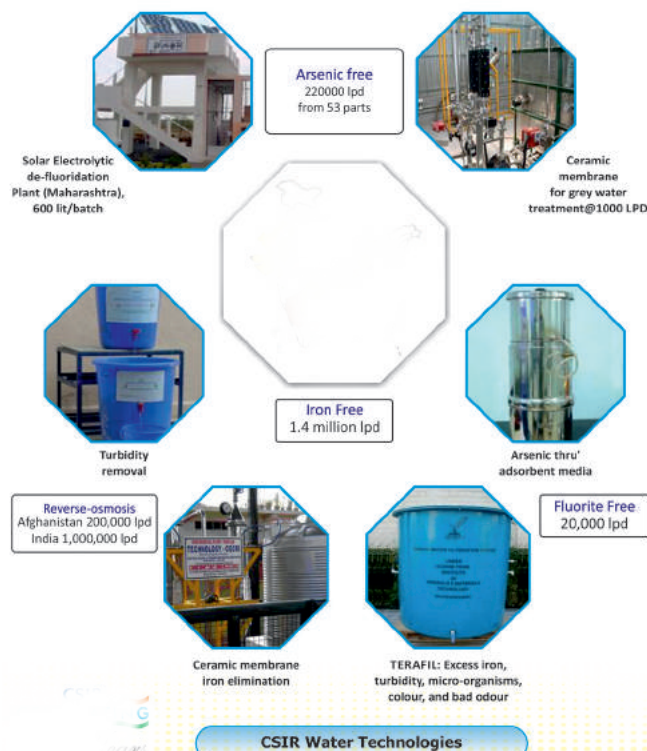 Arsenic free
220000 lpd
from 53 parts
Solar Electrolytic
de-fluoridation
Plant (Maharashtra),
600 lit/batch
Ceramic
membrane
for grey water
treatment@1000 LPD
Iron Free
1.4 million lpd
Turbidity
removal
Arsenic thru'
adsorbent media
Reverse-osmosis
Afghanistan 200,000 lpd
India 1,000,000 lpd
TECHNOLOGY
Fluorite Free
20,000 lpd
Ceramic membrane
iron elimination
TERAFIL: Excess iron,
turbidity, micro-organisms,
colour, and bad odour
CSIR Water Technologies